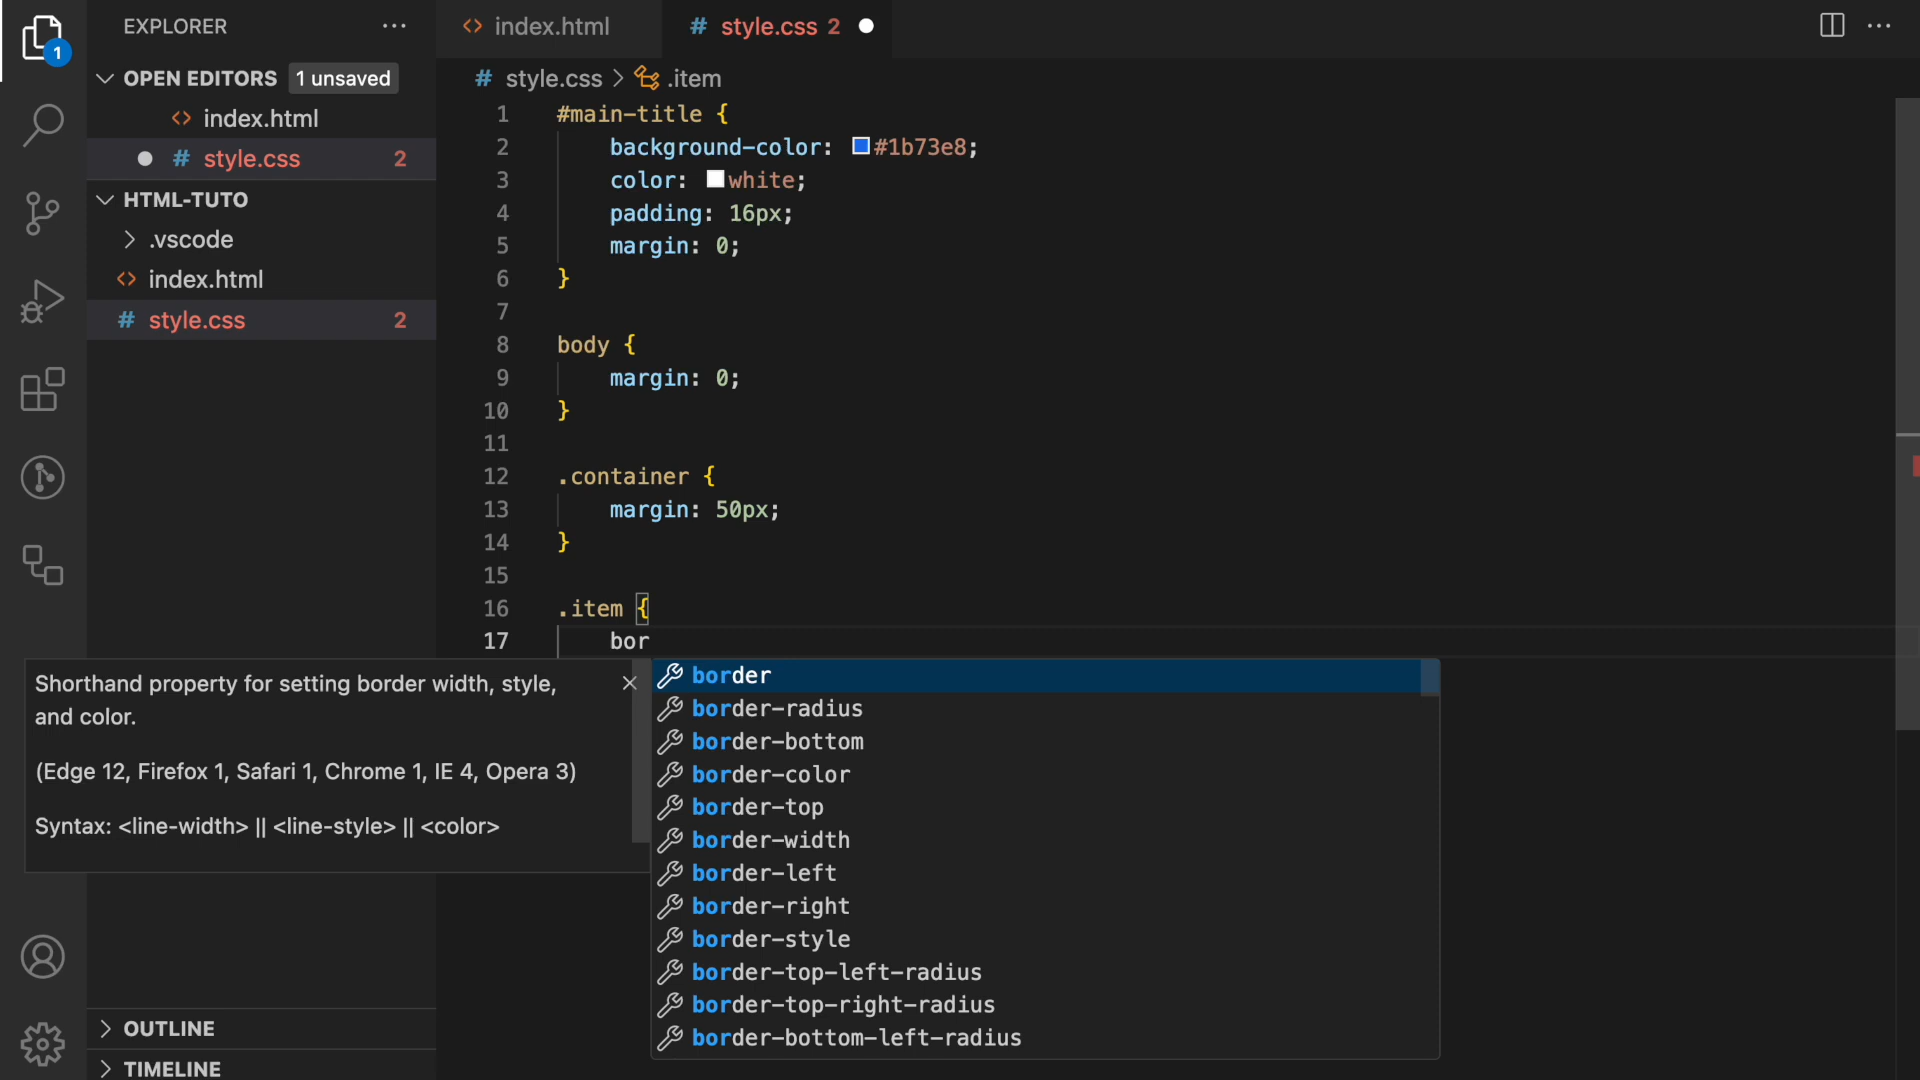 EXPLORER
1
OPEN EDITORS 1 unsaved
<> index.html
# style.css 2
HTML-TUTO
.vscode
<> index.html
# style.css 2
<> index.html
# style.css 2
# style.css > .item
1 #main-title {
2 background-color: #1b73e8;
3 color: white;
4 padding: 16px;
5 margin: 0;
6 }
7
8 body {
9 margin: 0;
10 }
11
12 .container {
13 margin: 50px;
14 }
15
16 .item {
17 bor
Shorthand property for setting border width, style,
and color.
(Edge 12, Firefox 1, Safari 1, Chrome 1, IE 4, Opera 3)
Syntax: <line-width> || <line-style> || <color>
border
border-radius
border-bottom
border-color
border-top
border-width
border-left
border-right
border-style
border-top-left-radius
border-top-right-radius
border-bottom-left-radius
OUTLINE
TIMELINE